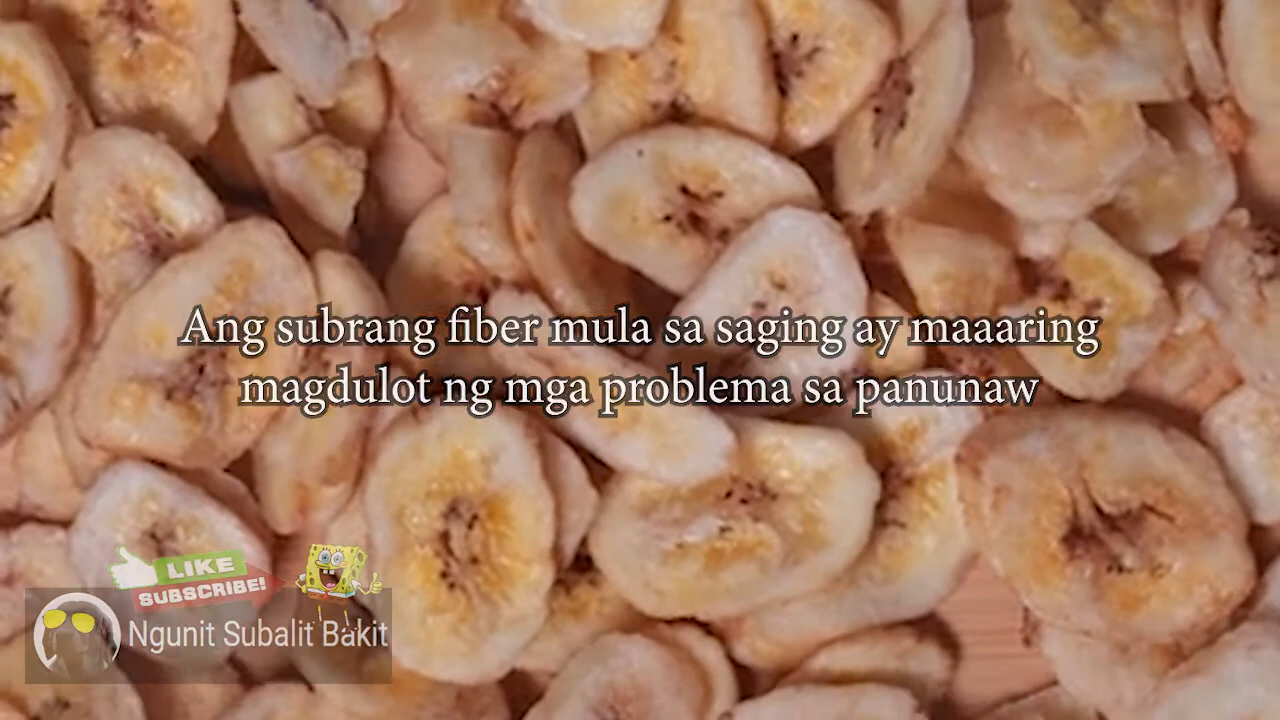 Ang subrang fiber mula sa saging ay maaaring
magdulot ng mga problema sa panunaw
LIKE
SUBSCRIBE!
Ngunit Subalit Bakit